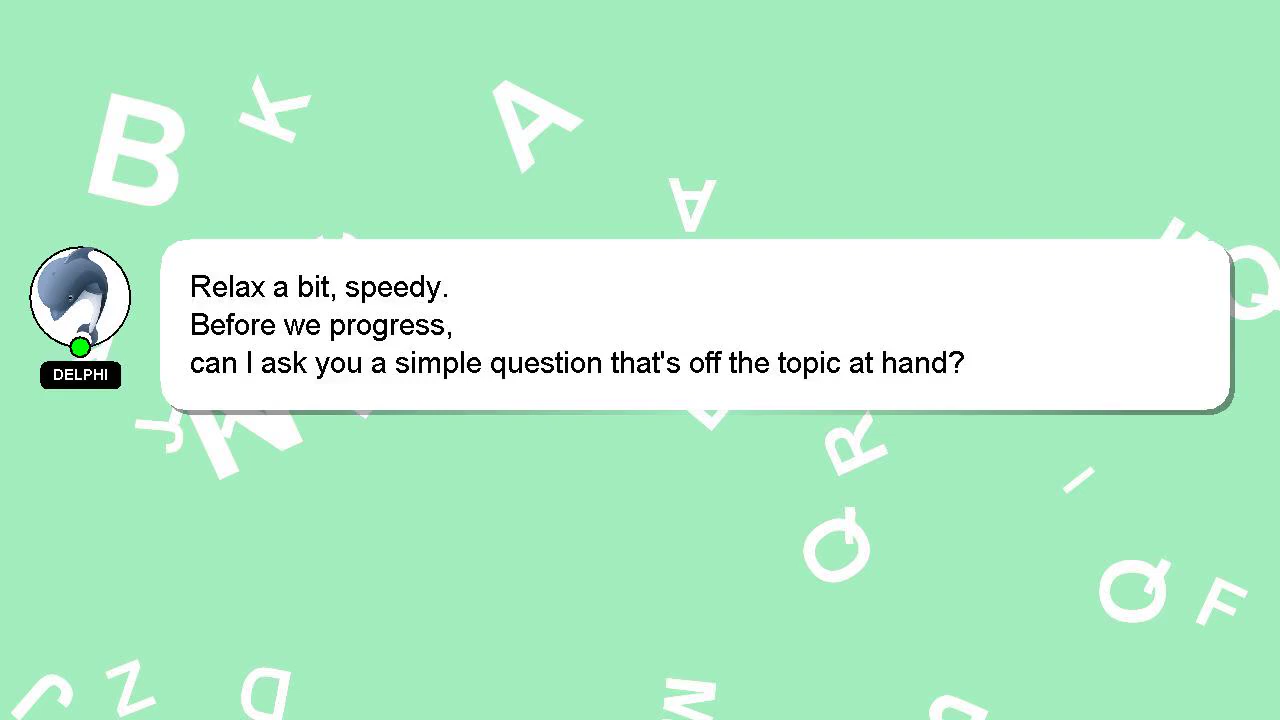 B
K
A
A
Q
DELPHI
Relax a bit, speedy.
Before we progress,
can I ask you a simple question that's off the topic at hand?
J
N
R
I
Q
Q
F
J
Z
D
M